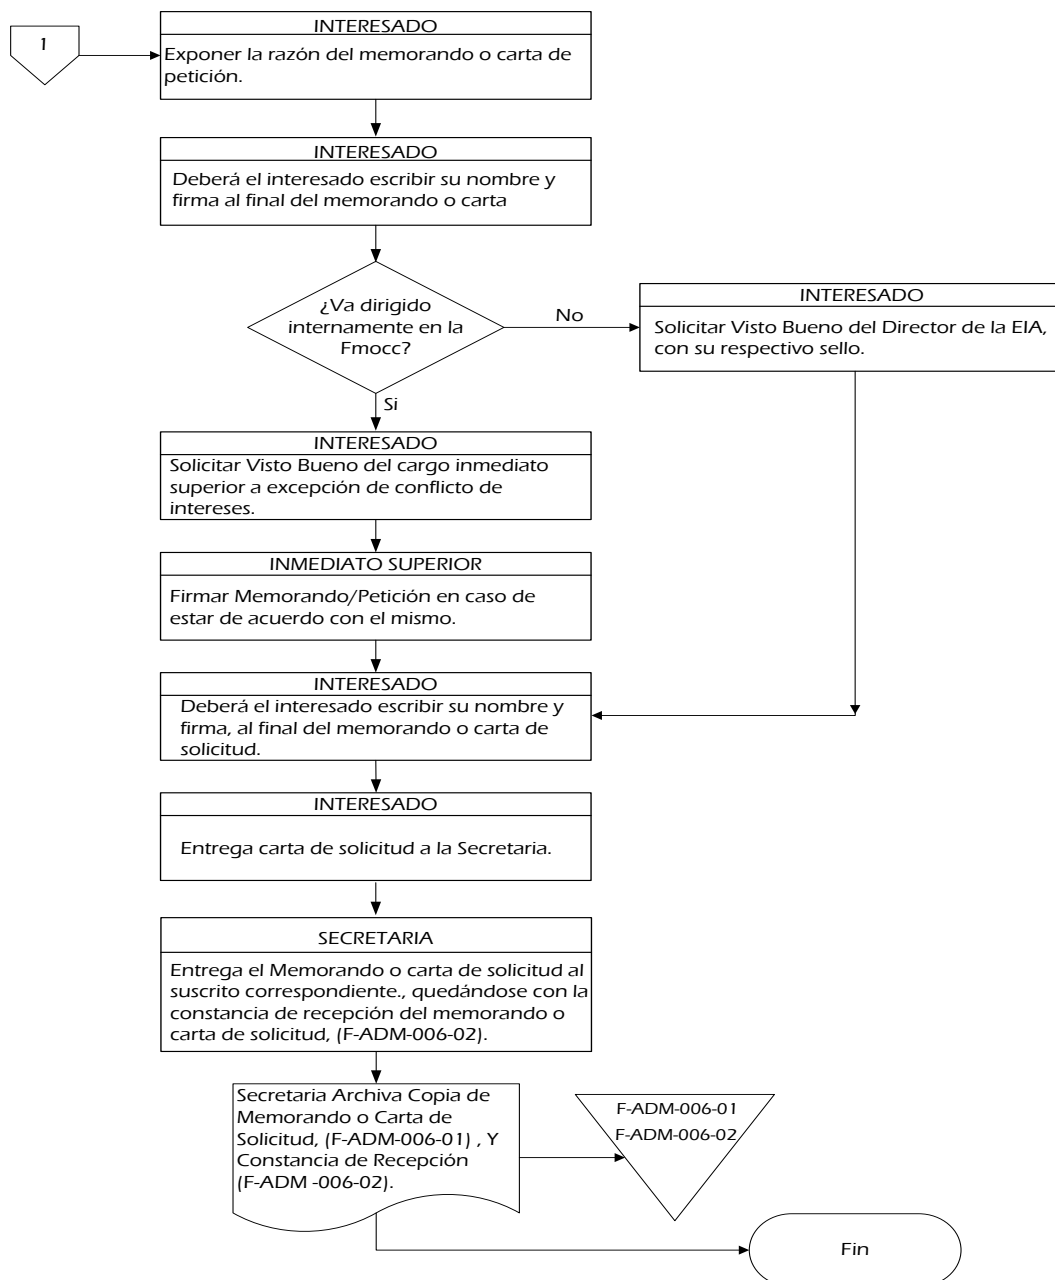 1
INTERESADO
Exponer la razón del memorando o carta de
petición.
INTERESADO
Deberá el interesado escribir su nombre y
firma al final del memorando o carta
¿Va dirigido
internamente en la
Fmocc?
No
INTERESADO
Solicitar Visto Bueno del Director de la EIA,
con su respectivo sello.
Si
INTERESADO
Solicitar Visto Bueno del cargo inmediato
superior a excepción de conflicto de
intereses.
INMEDIATO SUPERIOR
Firmar Memorando/Petición en caso de
estar de acuerdo con el mismo.
INTERESADO
Deberá el interesado escribir su nombre y
firma, al final del memorando o carta de
solicitud.
INTERESADO
Entrega carta de solicitud a la Secretaria.
SECRETARIA
Entrega el Memorando o carta de solicitud al
suscrito correspondiente., quedándose con la
constancia de recepción del memorando o
carta de solicitud, (F-ADM-006-02).
Secretaria Archiva Copia de
Memorando o Carta de
Solicitud, (F-ADM-006-01) , Y
Constancia de Recepción
(F-ADM -006-02).
F-ADM-006-01
F-ADM-006-02
Fin